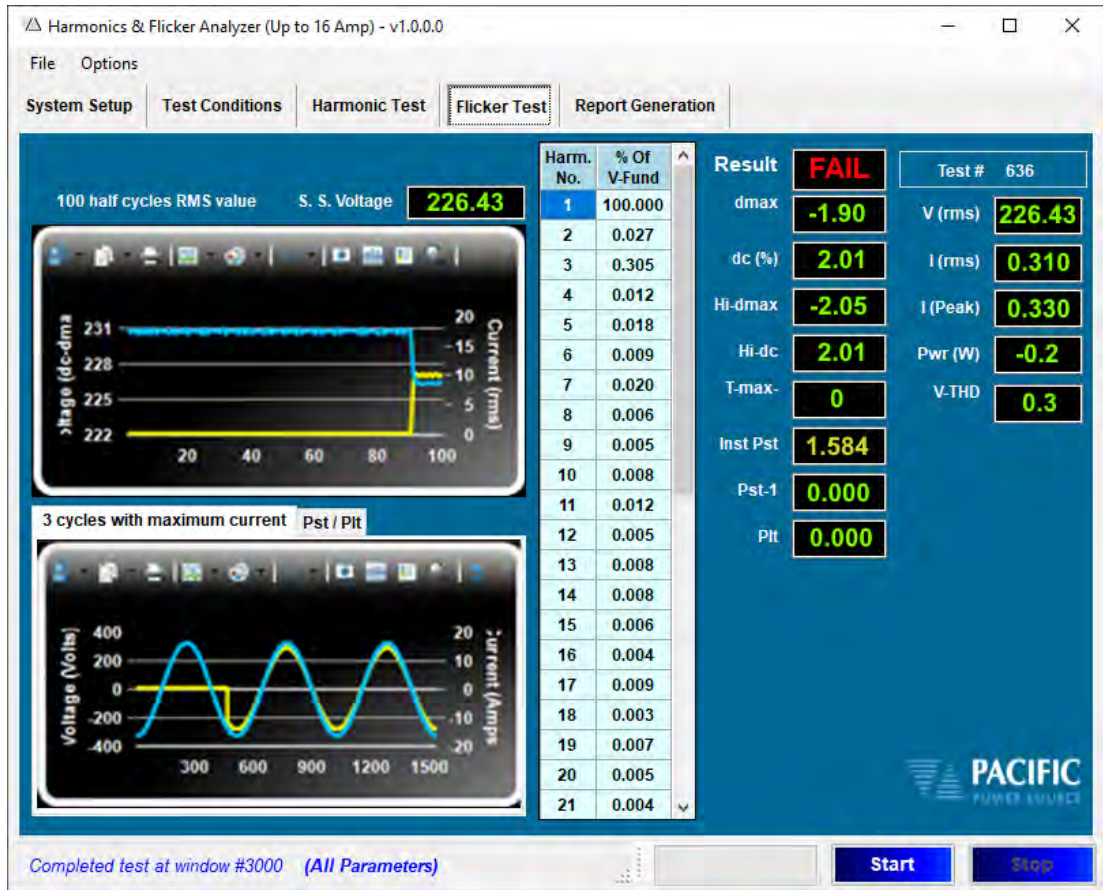 Harmonics & Flicker Analyzer (Up to 16 Amp) - v1.0.0.0
File Options
System Setup Test Conditions Harmonic Test Flicker Test Report Generation
100 half cycles RMS value S. S. Voltage 226.43
231
228
225
222
20 40 60 80 100
20
15
10
5
0
Current (rms)
3 cycles with maximum current Pst / Plt
Voltage (Volts)
400
200
0
-200
-400
300 600 900 1200 1500
20
10
0
-10
-20
Harm. No. % Of V-Fund
1 100.000
2 0.027
3 0.305
4 0.012
5 0.018
6 0.009
7 0.020
8 0.006
9 0.005
10 0.008
11 0.012
12 0.005
13 0.008
14 0.008
15 0.006
16 0.004
17 0.009
18 0.003
19 0.007
20 0.005
21 0.004
Result FAIL
dmax -1.90
dc (%) 2.01
Hi-dmax -2.05
Hi-dc 2.01
T-max- 0
Inst Pst 1.584
Pst-1 0.000
Plt 0.000
Test # 636
V (rms) 226.43
I (rms) 0.310
I (Peak) 0.330
Pwr (W) -0.2
V-THD 0.3
PACIFIC
POWER SOURCE
Completed test at window #3000 (All Parameters)
Start Stop